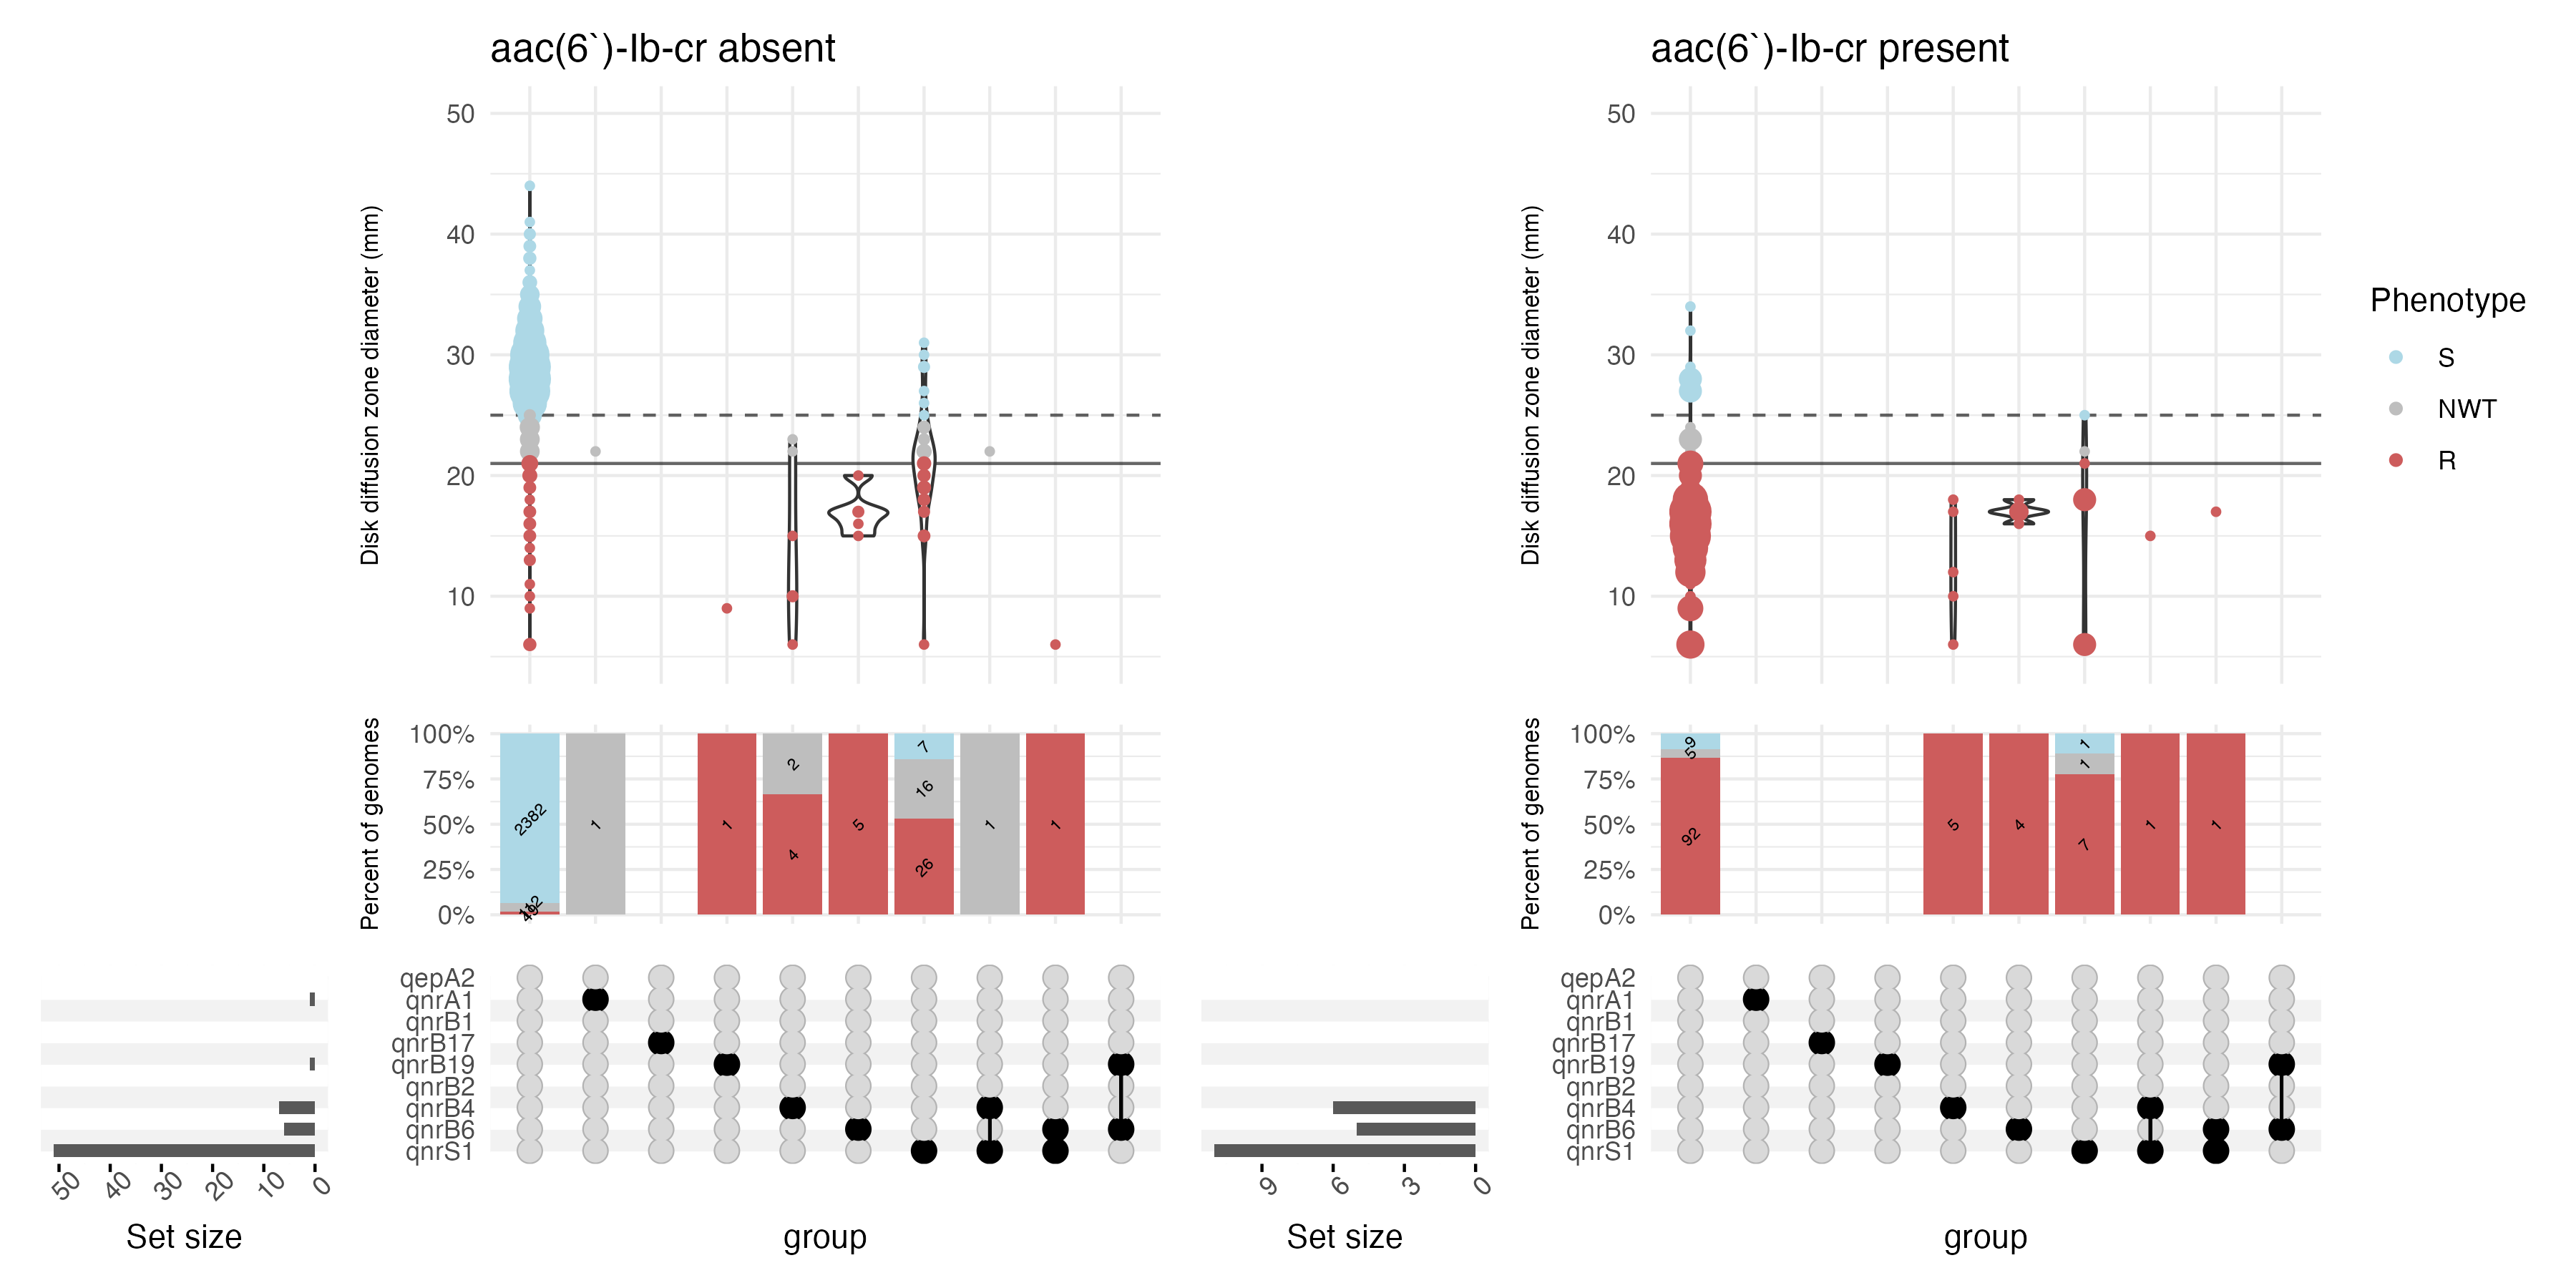 aac(6`)-Ib-cr absent
Disk diffusion zone diameter (mm)
50
40
30
20
10
Percent of genomes
100%
75%
50%
25%
0%
2382
112
49
1
1
2
4
5
7
16
26
1
1
qepA2
qnrA1
qnrB1
qnrB17
qnrB19
qnrB2
qnrB4
qnrB6
qnrS1
50
40
30
20
10
0
Set size
group
aac(6`)-Ib-cr present
Disk diffusion zone diameter (mm)
50
40
30
20
10
Percent of genomes
100%
75%
50%
25%
0%
9
5
92
5
4
1
1
7
1
1
qepA2
qnrA1
qnrB1
qnrB17
qnrB19
qnrB2
qnrB4
qnrB6
qnrS1
9
6
3
0
Set size
group
Phenotype
S
NWT
R